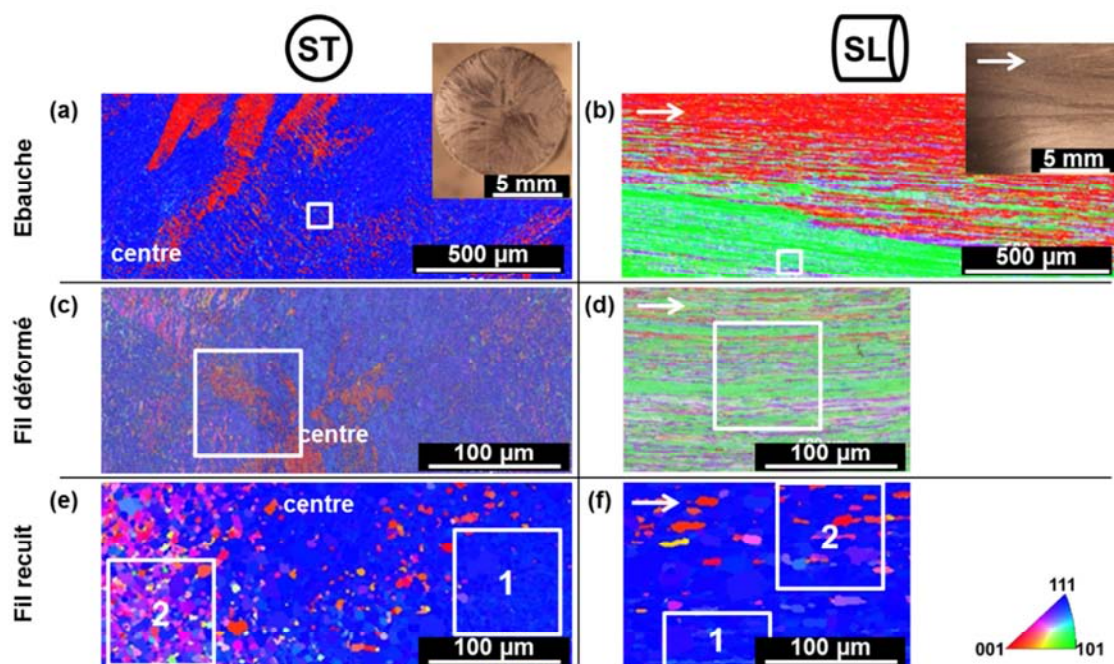 ST
SL
Ebauche
(a)
centre
5 mm
500 µm
(b)
5 mm
500 µm
Fil déformé
(c)
centre
100 µm
(d)
100 µm
Fil recuit
(e)
centre
1
2
100 µm
(f)
2
1
100 µm
111
001
101